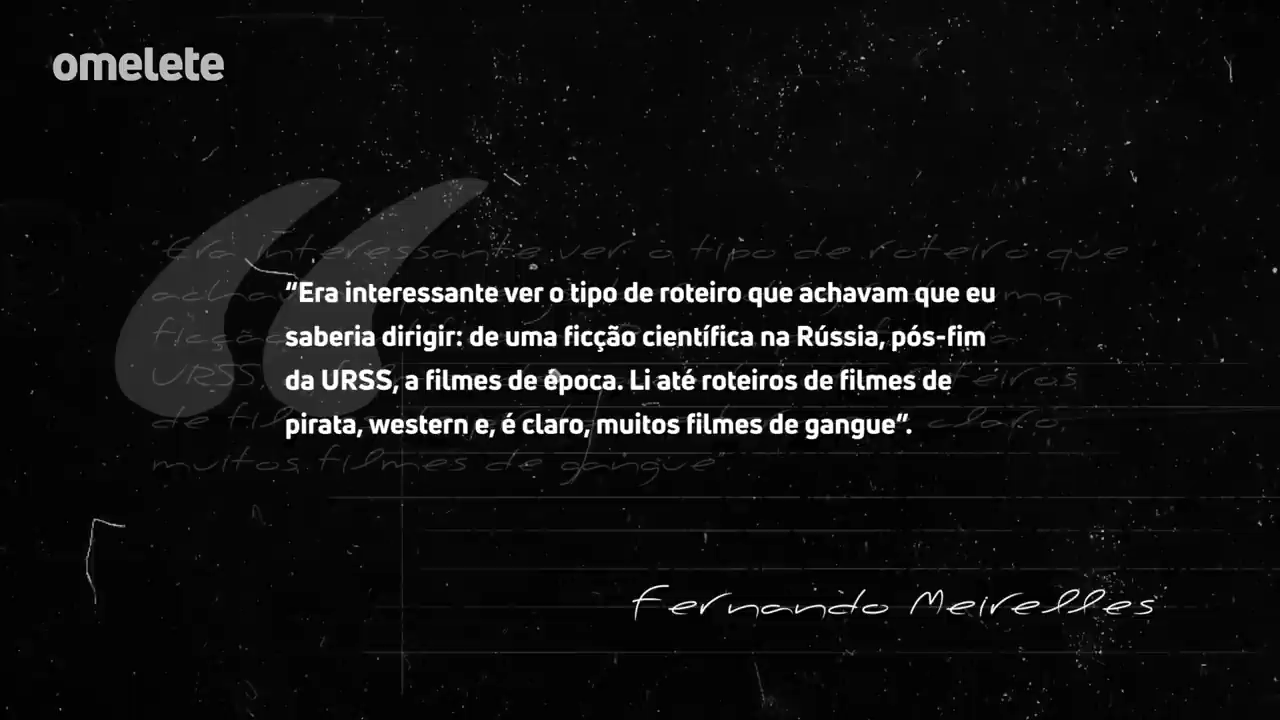 omelete
“Era interessante ver o tipo de roteiro que achavam que eu
saberia dirigir: de uma ficção científica na Rússia, pós-fim
da URSS, a filmes de época. Li até roteiros de filmes de
pirata, western e, é claro, muitos filmes de gangue”.
Fernando Meirelles